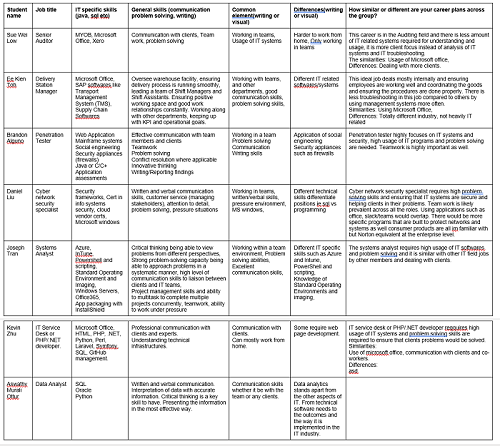 Student name
Job title
IT specific skills (java, sql etc)
General skills (communication problem solving, writing)
Common element(writing or visual)
Differences(writing or visual)
How similar or different are your career plans across the group?
Sue Wei Low
Senior Auditor
MYOB, Microsoft Office, Xero
Communication with clients, Team work, problem solving
Working in teams, Usage of IT systems
Harder to work from home. Only working in teams
This career is in the Auditing field and there is less amount of IT related systems required for understanding and usage, it is more client focus instead of analysis of IT systems and IT troubleshooting.
The similarities: Usage of Microsoft office.
Differences: Dealing with more clients.
Ee Kien Toh
Delivery Station Manager
Microsoft Office, SAP softwares like Transport Management System (TMS), Supply Chain Softwares
Oversee warehouse facility, ensuring delivery process is running smoothly, leading a team of Shift Managers and Shift Assistants. Ensuring positive working space and good work relationships constantly. Working along with other departments, keeping up with KPI and operational goals.
Working with teams, and other departments, good communication skills, problem solving skills,
Different IT related softwares/systems
This ideal job deals mostly internally and ensuring employees are working well and coordinating the goods and ensuring the procedures are done properly. There is less troubleshooting in this job compared to others by using management systems more often.
Similarities: Using Microsoft Office.
Differences: Totally different industry, not heavily IT related
Brandon
Penetration Tester
Web Application
Mainframe systems
Social engineering
Security appliances (firewalls)
Java or C/C+
Application assessments
Effective communication with team members and clients
Teamwork
Problem solving
Conflict resolution where applicable
Innovative thinking
Writing/Reporting findings
Working in a team
Problem solving
Communication
Writing skills
Application of social engineering
Security appliances such as firewalls
Penetration tester highly focuses on IT systems and security, high usage of IT programs and problem solving are needed. Teamwork is highly important as well.
Daniel Liu
Cyber network security specialist
Security frameworks, Cert in info systems security, cloud vendor certs, Microsoft windows
Written and verbal communication skills, customer service (managing stakeholders), attention to detail, problem solving, pressure situations
Working in teams, written/verbal skills, pressure environment, MS windows,
Different technical skills differentiate positions ie sql vs programming
Cyber network security specialist requires high problem solving skills and ensuring that IT systems are secure and helping clients in their problems. Team work is likely prevalent across all the roles. Using applications such as office, slack/teams would overlap. There would be more specific programs that are built to protect networks and systems as well consumer products are all im familiar with but Norton equivalent at the enterprise level.
Joseph Tran
Systems Analyst
Azure, InTune, Powershell and scripting, Standard Operating Environment and Imaging, Windows Servers, Office365, App packaging with InstallShield
Critical thinking being able to view problems from different perspectives, Strong problem-solving capacity being able to approach problems in a systematic manner, high level of communication skills to liaison between clients and IT teams,
Project management skills and ability to multitask to complete multiple projects concurrently, teamwork, ability to work under pressure
Working within a team environment, Problem solving abilities, Excellent communication skills,
Different IT specific skills such as Azure and Intune, PowerShell and scripting, Knowledge of Standard Operating Environments and imaging,
The systems analyst requires high usage of IT softwares and problem solving and it is similar with other IT field jobs by other members and dealing with clients.
Kevin Zhu
IT Service Desk or PHP/.NET developer.
Microsoft Office, HTML, PHP, .NET, Python, Perl, Laravel, Symfony, SQL, GitHub management.
Professional communication with clients and experts.
Understanding technical infrastructures.
Communication with clients.
Can mostly work from home.
Some require web page development.
IT service desk or PHP/.NET developer requires high usage of IT systems and problem solving skills are required to ensure that clients problems would be solved.
Similarities:
Use of microsoft office, communication with clients and co-workers.
Differences:
asd.
Aswathy Murali
Data Analyst
SQL
Oracle
Python
Written and verbal communication. Interpretation of data with accurate information. Critical thinking is a key skill to have. Presenting the information in the most effective way.
Communication skills whether it be with the team or any clients.
Data analytics stands apart from the other aspects of IT. From technical software needs to the outcomes and the way it is implemented in the IT industry.